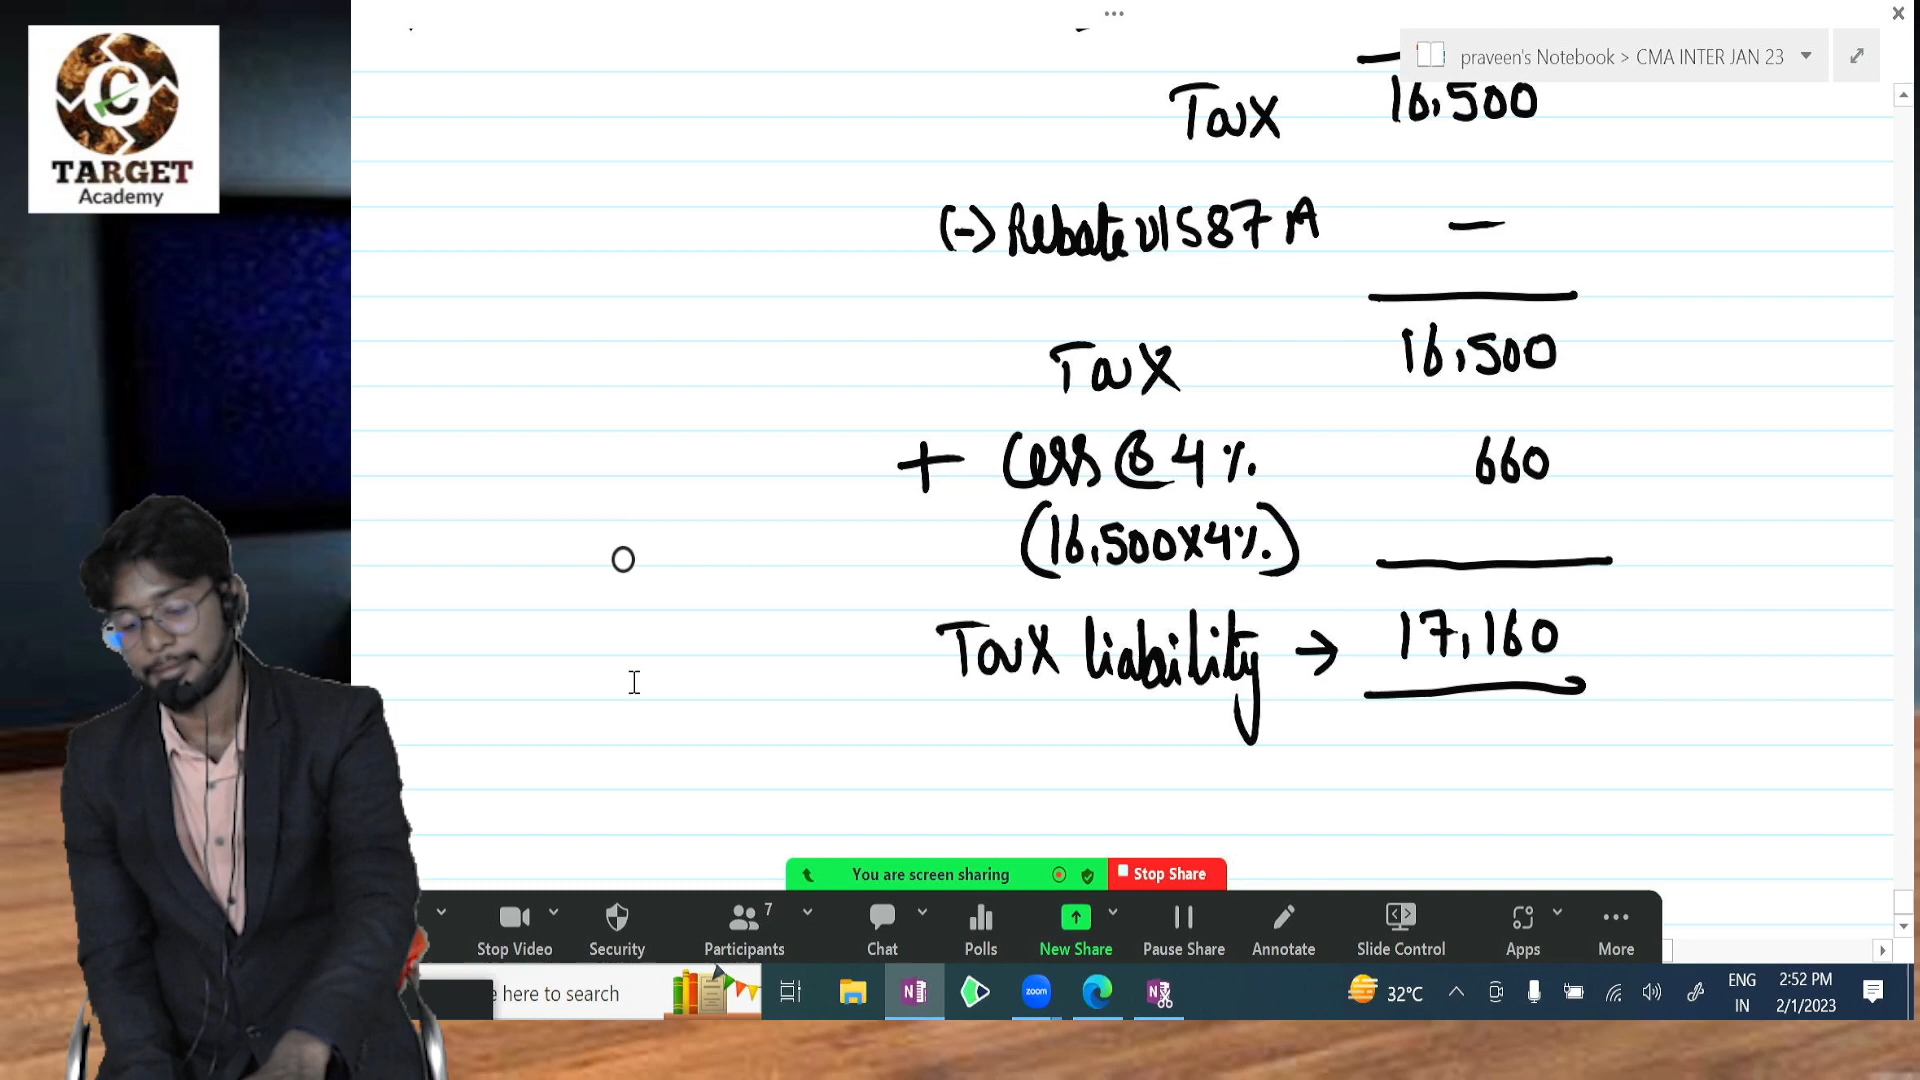 praveen's Notebook > CMA INTER JAN 23
TARGET
Academy
Tax 16,500
(-) Rebate u/s 87 A —
Tax 16,500
+ Cess @ 4 % 660
(16,500x4%)
Tax liability → 17,160
You are screen sharing Stop Share
7
Stop Video Security Participants Chat Polls New Share Pause Share Annotate Slide Control Apps More
e here to search zoom 32°C ENG 2:52 PM
IN 2/1/2023